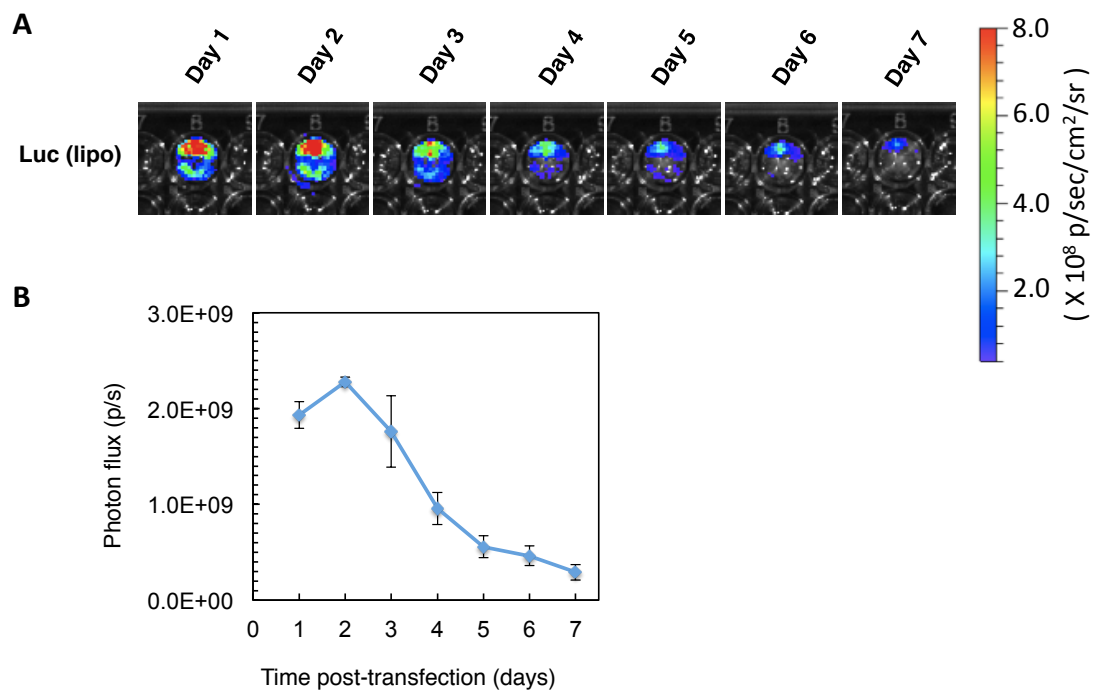 A
Day 1 Day 2 Day 3 Day 4 Day 5 Day 6 Day 7
Luc (lipo)
B B B B B B B
8.0
6.0
4.0
2.0
( X 10⁸ p/sec/cm²/sr )
B
3.0E+09
2.0E+09
1.0E+09
0.0E+00
Photon flux (p/s)
0 1 2 3 4 5 6 7
Time post-transfection (days)